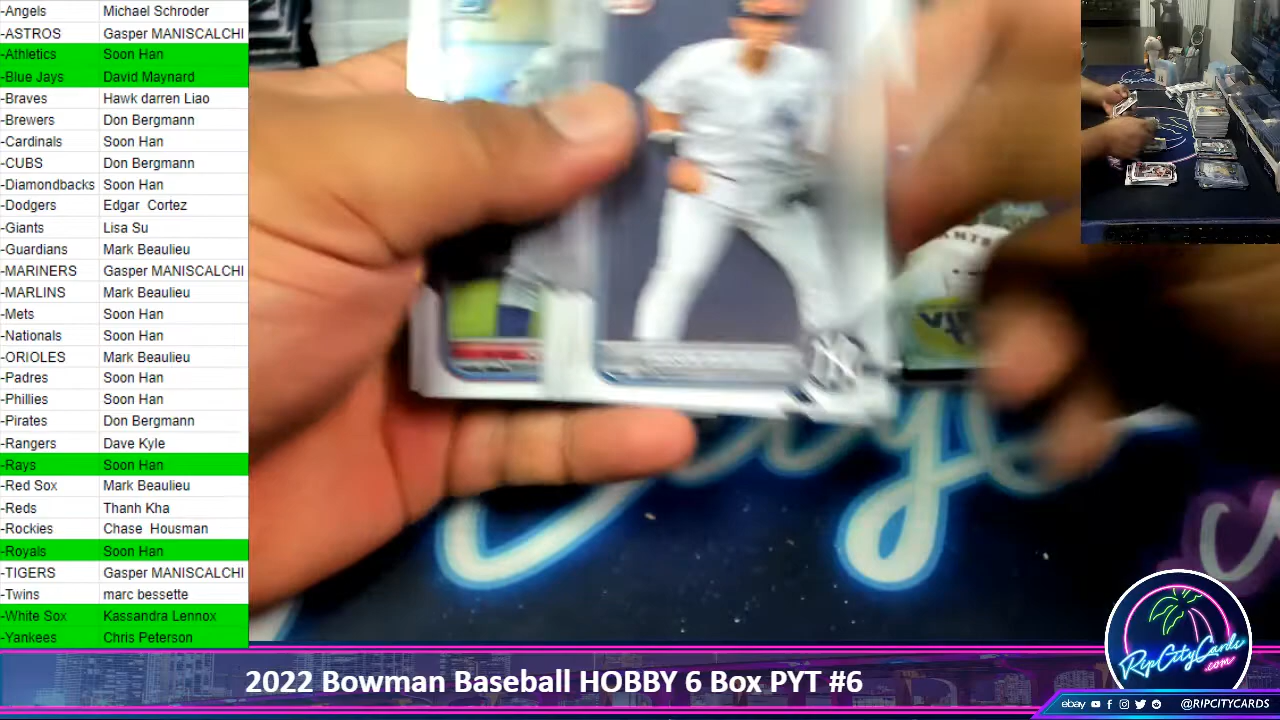 -Angels Michael Schroder
-ASTROS Gasper MANISCALCHI
-Athletics Soon Han
-Blue Jays David Maynard
-Braves Hawk darren Liao
-Brewers Don Bergmann
-Cardinals Soon Han
-CUBS Don Bergmann
-Diamondbacks Soon Han
-Dodgers Edgar Cortez
-Giants Lisa Su
-Guardians Mark Beaulieu
-MARINERS Gasper MANISCALCHI
-MARLINS Mark Beaulieu
-Mets Soon Han
-Nationals Soon Han
-ORIOLES Mark Beaulieu
-Padres Soon Han
-Phillies Soon Han
-Pirates Don Bergmann
-Rangers Dave Kyle
-Rays Soon Han
-Red Sox Mark Beaulieu
-Reds Thanh Kha
-Rockies Chase Housman
-Royals Soon Han
-TIGERS Gasper MANISCALCHI
-Twins marc bessette
-White Sox Kassandra Lennox
-Yankees Chris Peterson
RipCityCards
.com
2022 Bowman Baseball HOBBY 6 Box PYT #6
ebay @RIPCITYCARDS